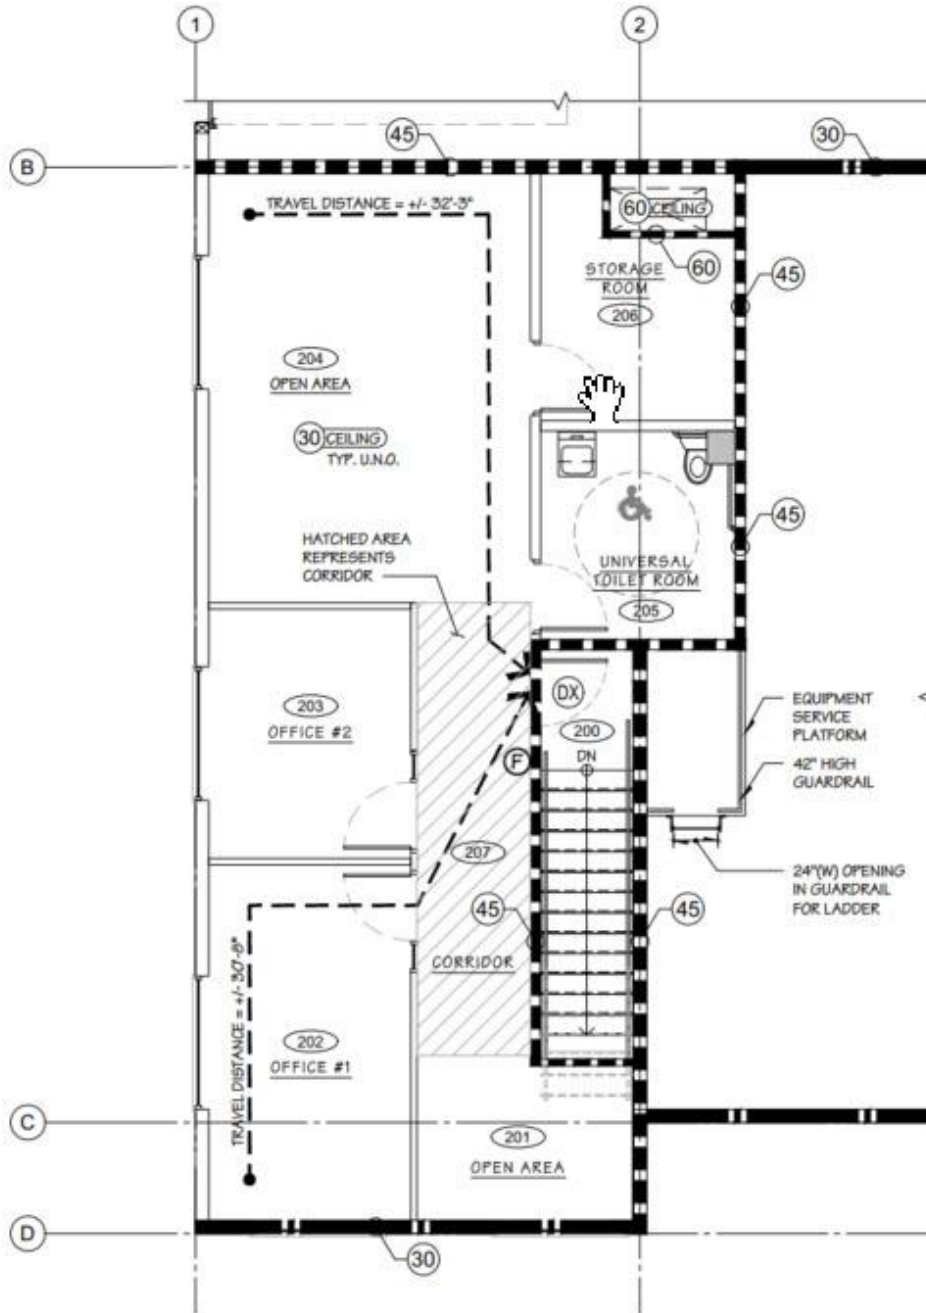 1
2
45
30
B
TRAVEL DISTANCE = +/- 32'-3"
60 CEILING
60
STORAGE
ROOM
206
45
204
OPEN AREA
30 CEILING
TYP. U.N.O.
45
HATCHED AREA
REPRESENTS
CORRIDOR
UNIVERSAL
TOILET ROOM
205
203
OFFICE #2
DX
200
DN
F
EQUIPMENT
SERVICE
PLATFORM
42" HIGH
GUARDRAIL
207
24"(W) OPENING
IN GUARDRAIL
FOR LADDER
45
45
CORRIDOR
TRAVEL DISTANCE = +/- 30'-8"
202
OFFICE #1
C
201
OPEN AREA
D
30